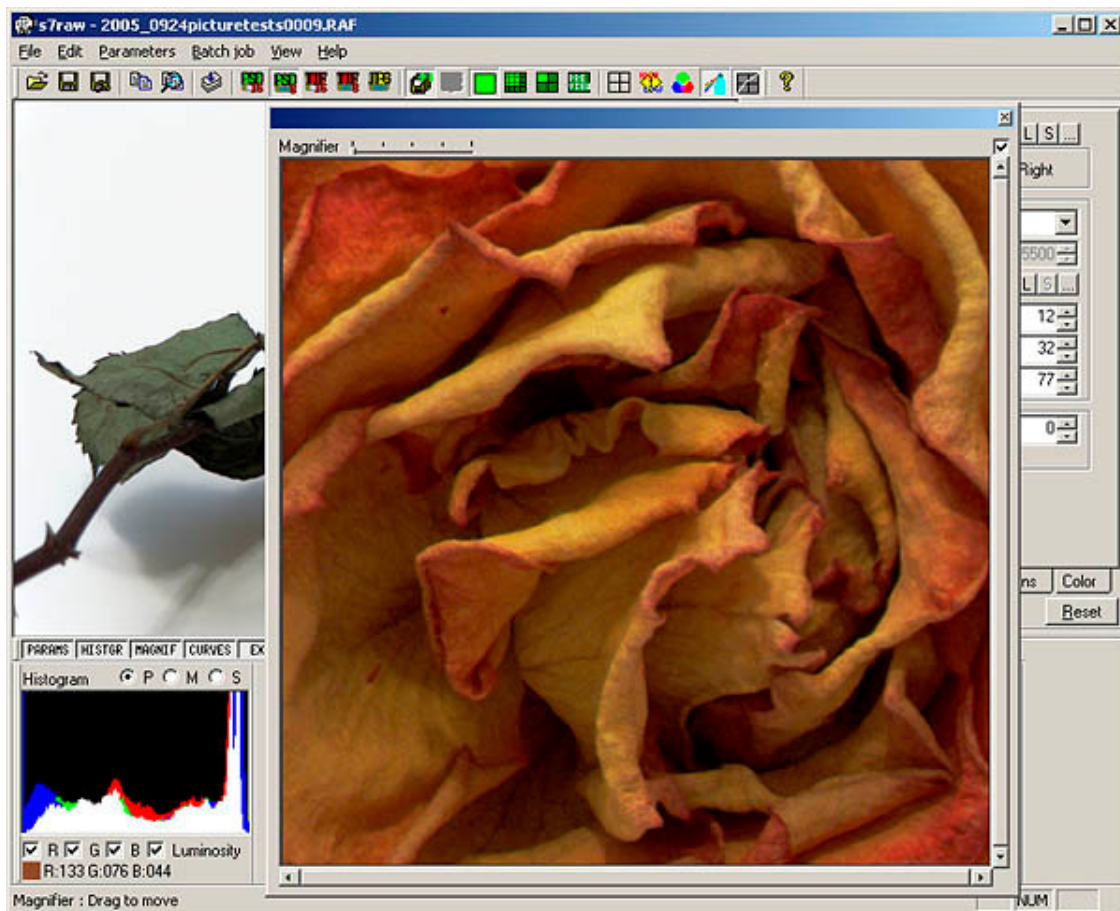 s7raw - 2005_0924picturetests0009.RAF
File Edit Parameters Batch job View Help
Magnifier
L S ...
Right
5500
L S ...
12
32
77
0
ns Color
Reset
PARAMS HISTGR MAGNIF CURVES EX
Histogram P M S
R G B Luminosity
R:133 G:076 B:044
Magnifier : Drag to move
NUM